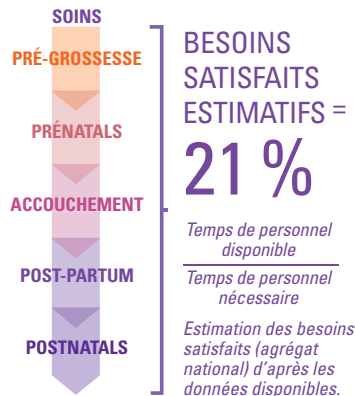 SOINS
PRÉ-GROSSESSE
PRÉNATALS
ACCOUCHEMENT
POST-PARTUM
POSTNATALS
BESOINS
SATISFAITS
ESTIMATIFS =
21 %
Temps de personnel
disponible
Temps de personnel
nécessaire
Estimation des besoins
satisfaits (agrégat
national) d’après les
données disponibles.